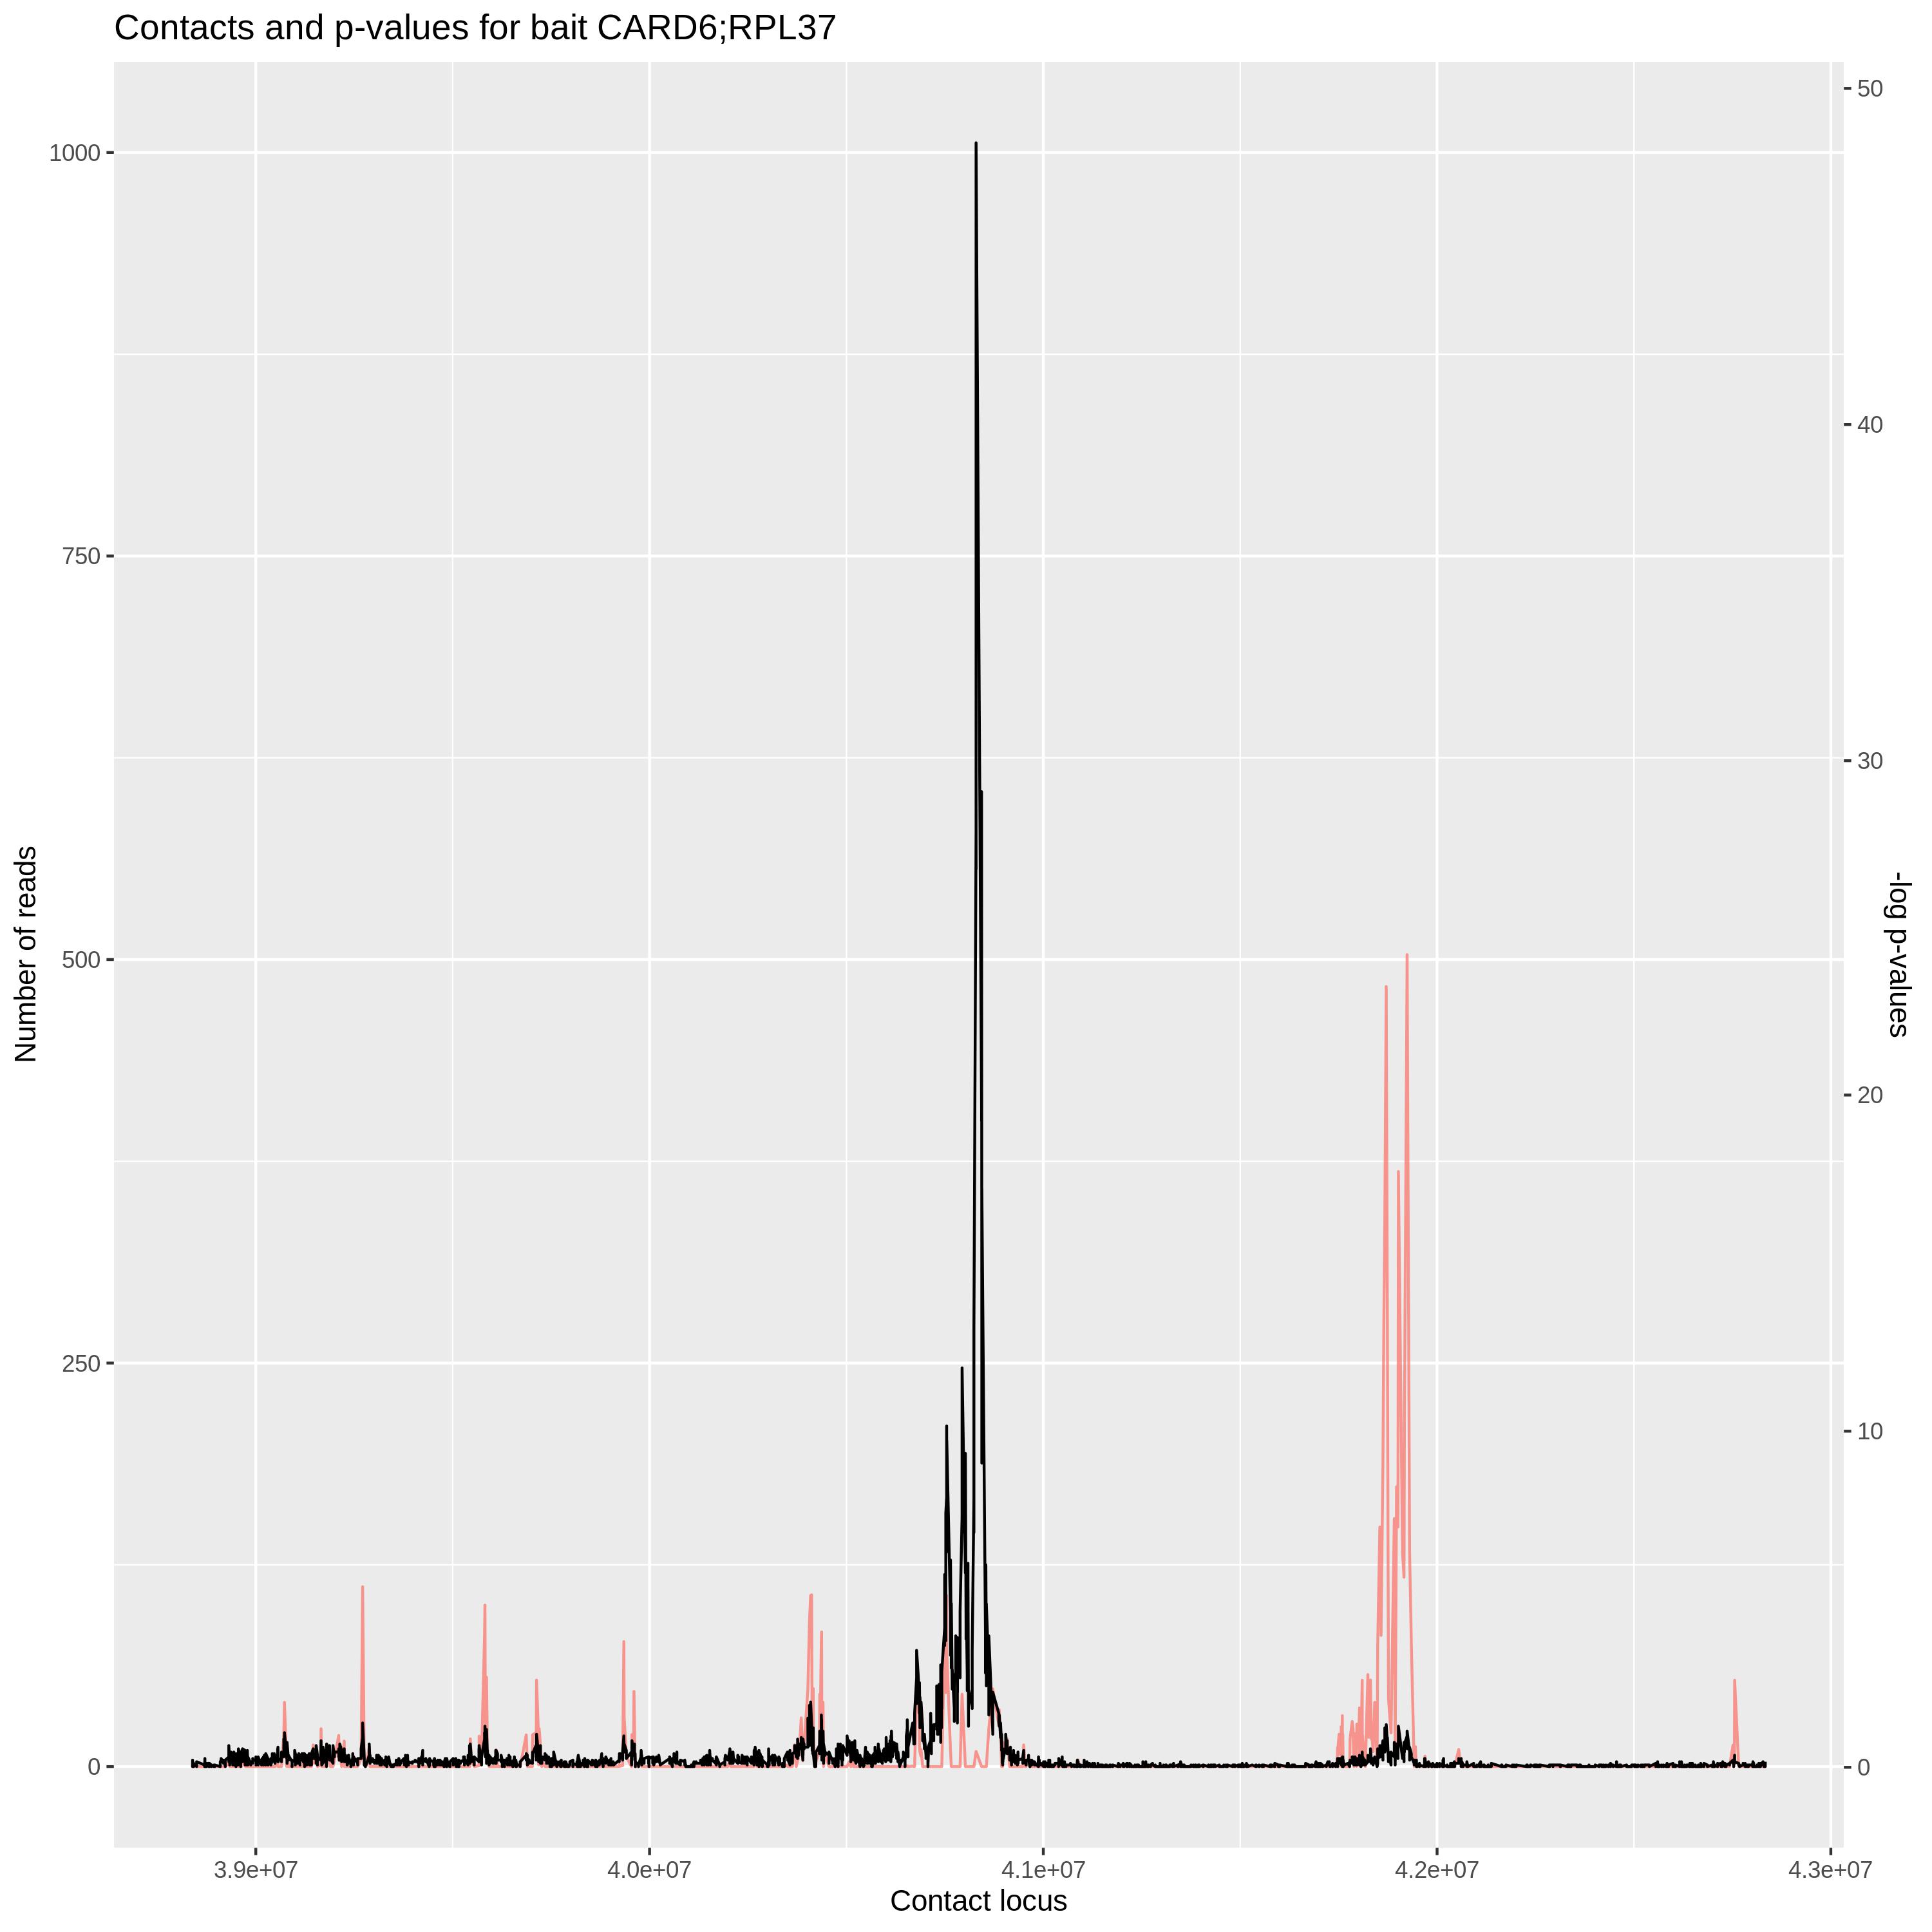 Contacts and p-values for bait CARD6;RPL37
1000
750
500
250
0
Number of reads
50
40
30
20
10
0
-log p-values
3.9e+07
4.0e+07
4.1e+07
4.2e+07
4.3e+07
Contact locus